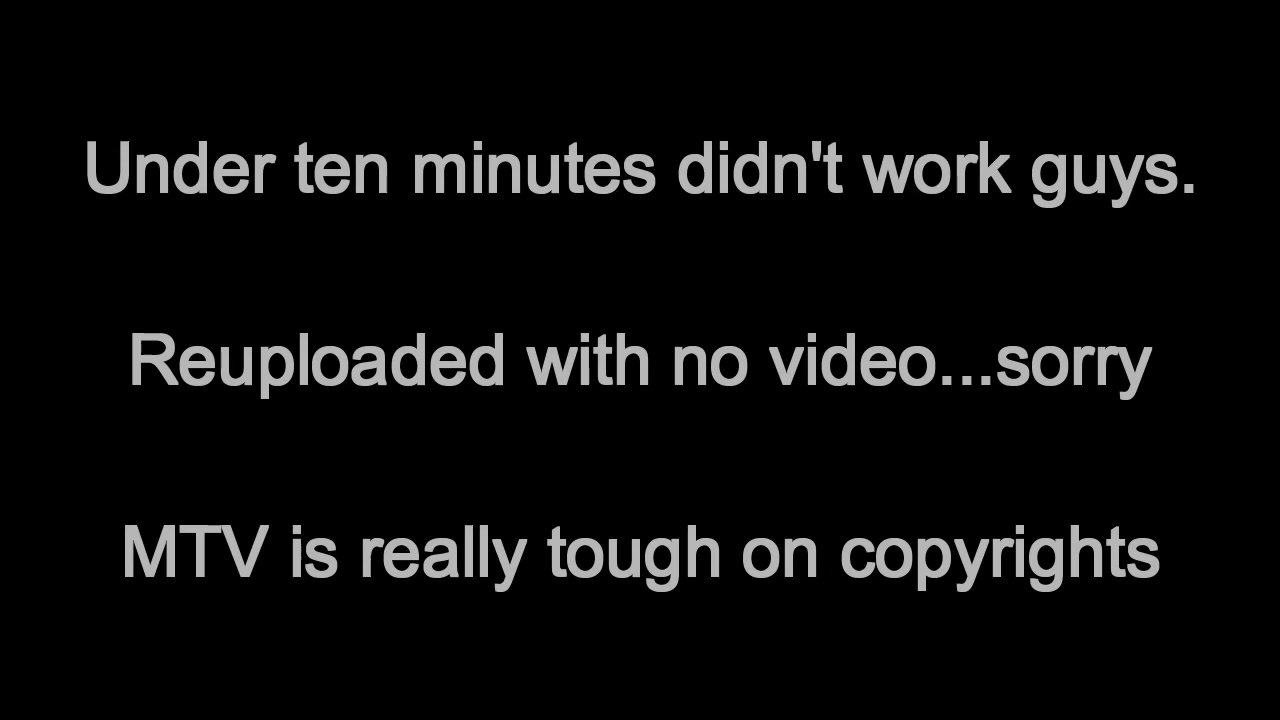 Under ten minutes didn't work guys.
Reuploaded with no video...sorry
MTV is really tough on copyrights